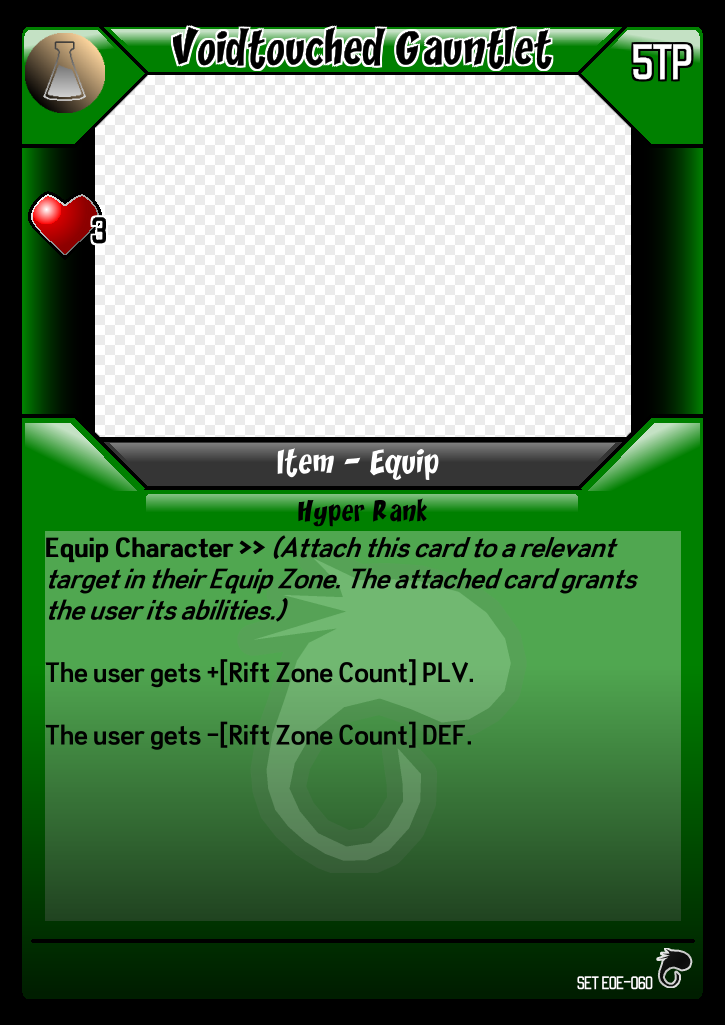 Voidtouched Gauntlet
5TP
3
Item - Equip
Hyper Rank
Equip Character >> (Attach this card to a relevant
target in their Equip Zone. The attached card grants
the user its abilities.)
The user gets +[Rift Zone Count] PLV.
The user gets -[Rift Zone Count] DEF.
SET EOE-060